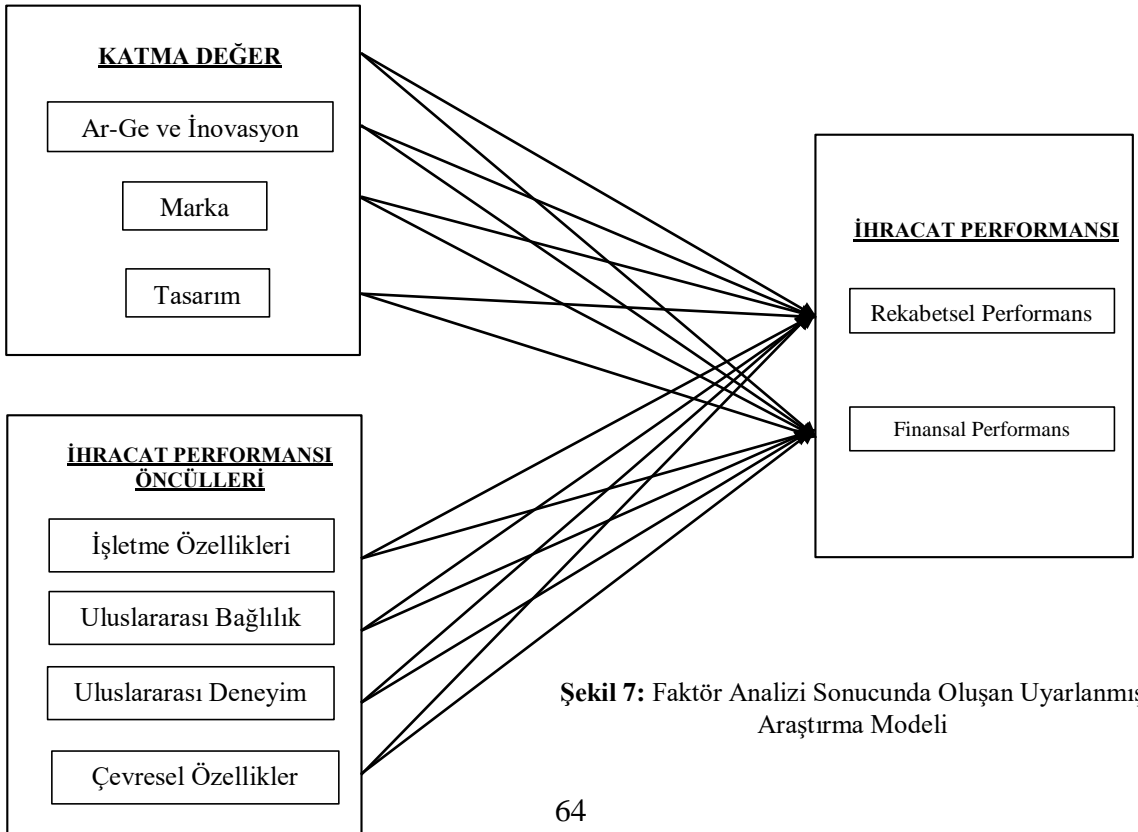 KATMA DEĞER
Ar-Ge ve İnovasyon
Marka
Tasarım
İHRACAT PERFORMANSI
ÖNCÜLLERİ
İşletme Özellikleri
Uluslararası Bağlılık
Uluslararası Deneyim
Çevresel Özellikler
İHRACAT PERFORMANSI
Rekabetsel Performans
Finansal Performans
Şekil 7: Faktör Analizi Sonucunda Oluşan Uyarlanmış
Araştırma Modeli
64